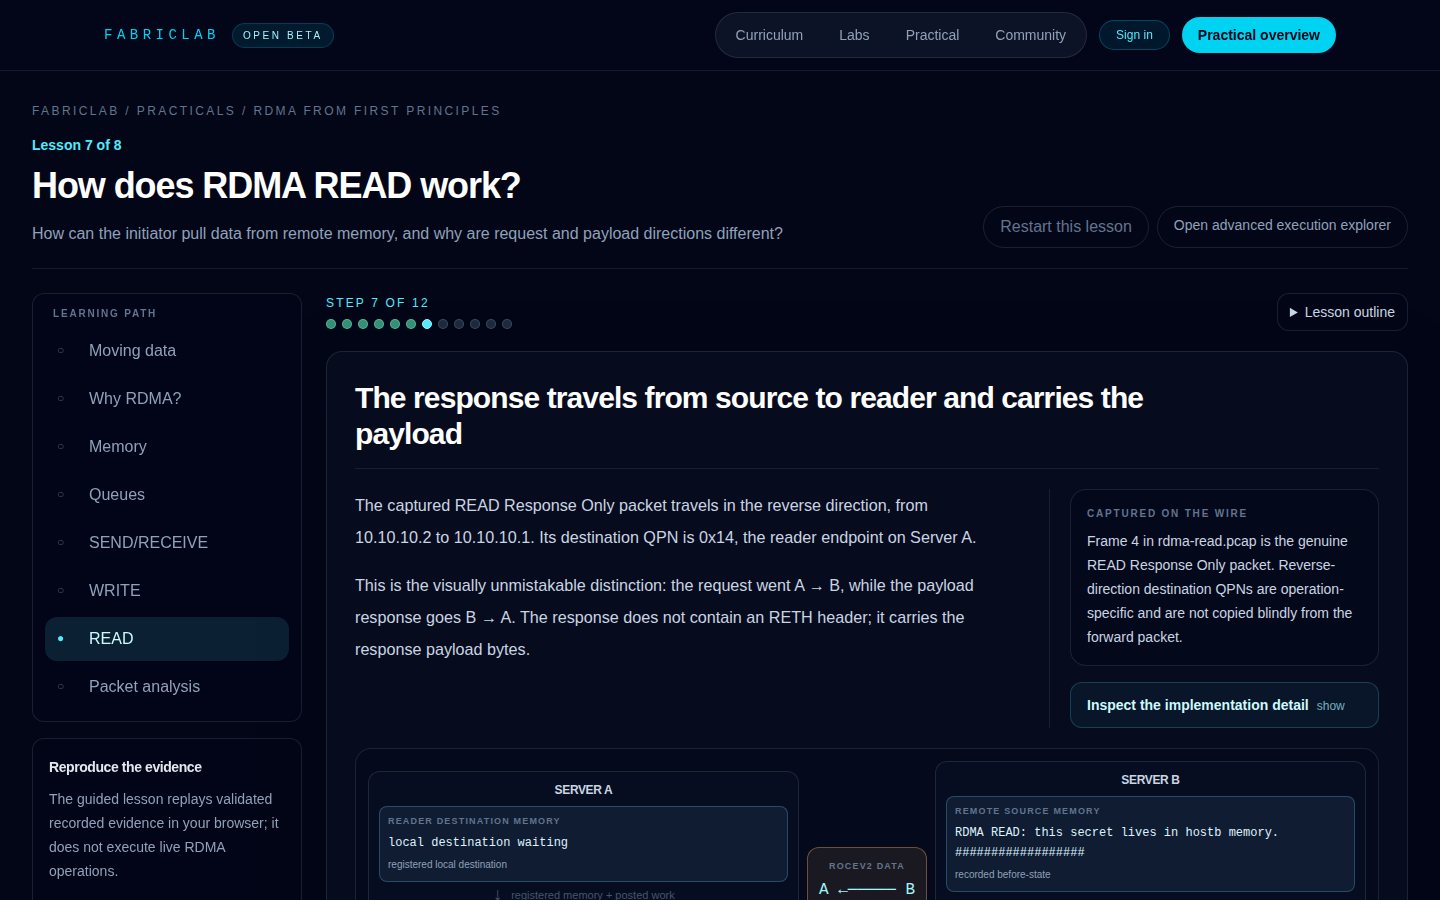 FABRICLAB OPEN BETA Curriculum Labs Practical Community Sign in Practical overview
FABRICLAB / PRACTICALS / RDMA FROM FIRST PRINCIPLES
Lesson 7 of 8
How does RDMA READ work?
How can the initiator pull data from remote memory, and why are request and payload directions different?
Restart this lesson Open advanced execution explorer
LEARNING PATH
○ Moving data
○ Why RDMA?
○ Memory
○ Queues
○ SEND/RECEIVE
○ WRITE
● READ
○ Packet analysis
Reproduce the evidence
The guided lesson replays validated
recorded evidence in your browser; it
does not execute live RDMA
operations.
STEP 7 OF 12
▶ Lesson outline
The response travels from source to reader and carries the
payload
The captured READ Response Only packet travels in the reverse direction, from
10.10.10.2 to 10.10.10.1. Its destination QPN is 0x14, the reader endpoint on Server A.
This is the visually unmistakable distinction: the request went A → B, while the payload
response goes B → A. The response does not contain an RETH header; it carries the
response payload bytes.
CAPTURED ON THE WIRE
Frame 4 in rdma-read.pcap is the genuine
READ Response Only packet. Reverse-
direction destination QPNs are operation-
specific and are not copied blindly from the
forward packet.
Inspect the implementation detail show
SERVER A
READER DESTINATION MEMORY
local destination waiting
registered local destination
↓ registered memory + posted work
ROCEV2 DATA
A ←────── B
SERVER B
REMOTE SOURCE MEMORY
RDMA READ: this secret lives in hostb memory.
##################
recorded before-state